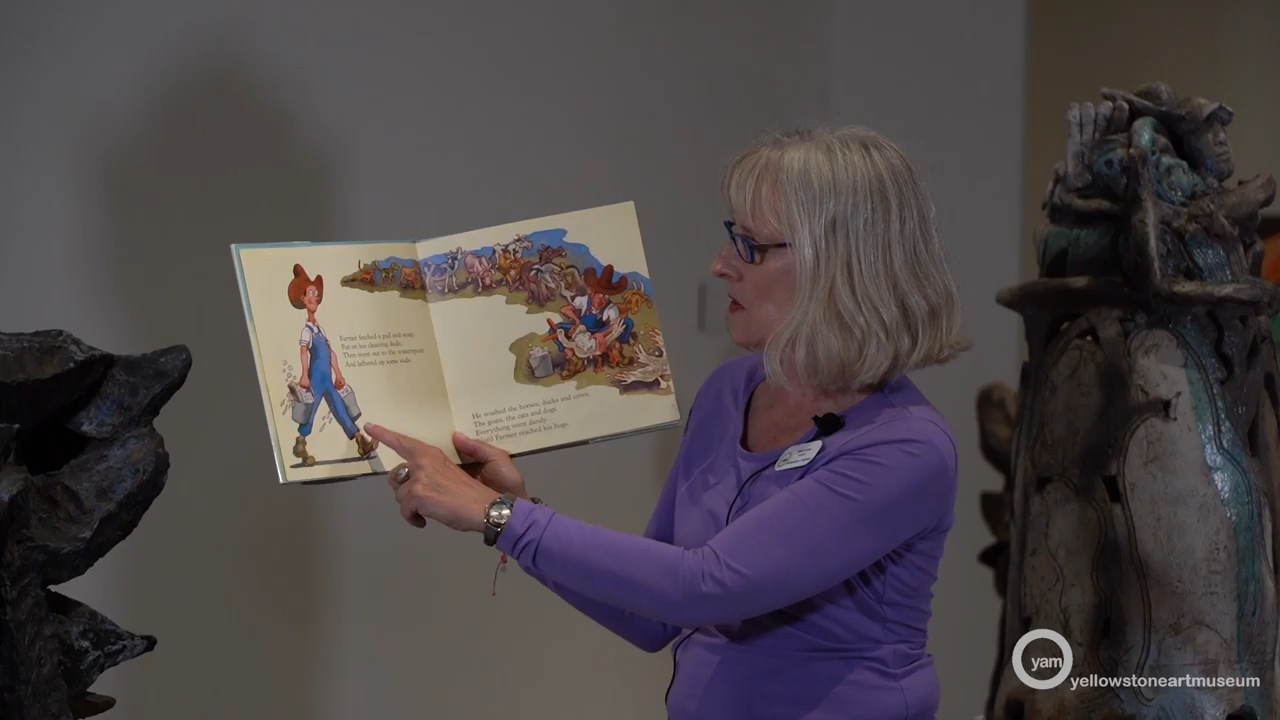 Farmer fetched a pail and soap,
Put on his cleaning duds,
Then went out to the waterspout
And lathered up some suds.
He washed the horses, ducks and cows,
The goats, the cats and dogs.
Everything went dandy
Farmer reached his hogs.
yam
yellowstoneartmuseum